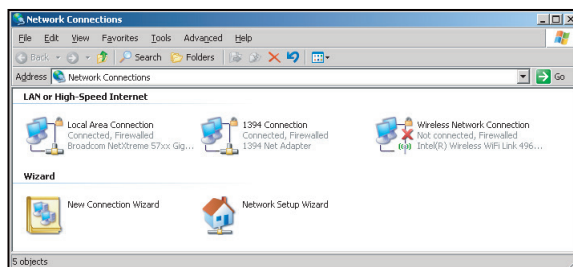 Network Connections
File Edit View Favorites Tools Advanced Help
Back Search Folders
Address Network Connections Go
LAN or High-Speed Internet
Local Area Connection
Connected, Firewalled
Broadcom NetXtreme 57xx Gig...
1394 Connection
Connected, Firewalled
1394 Net Adapter
Wireless Network Connection
Not connected, Firewalled
Intel(R) Wireless WiFi Link 496...
Wizard
New Connection Wizard
Network Setup Wizard
5 objects